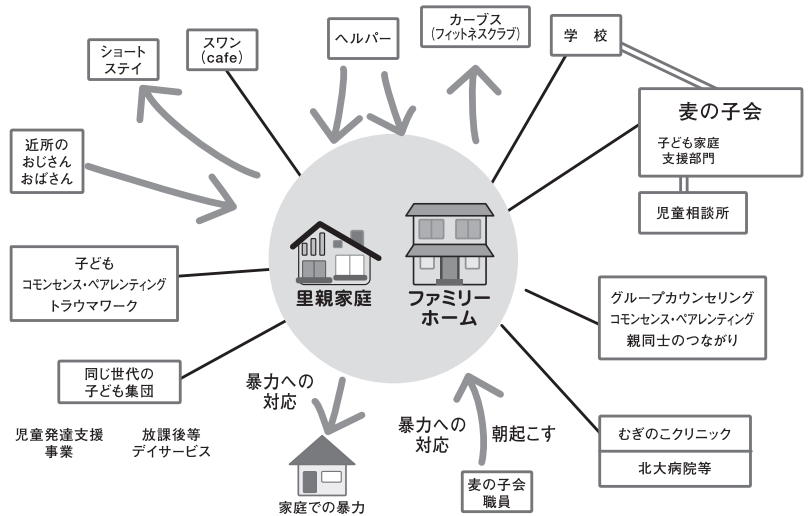 ショート
ステイ
スワン
(cafe)
ヘルパー
カーブス
(フィットネスクラブ)
学 校
麦の子会
子ども家庭
支援部門
児童相談所
近所の
おじさん
おばさん
子ども
コモンセンス・ペアレンティング
トラウマワーク
里親家庭
ファミリー
ホーム
グループカウンセリング
コモンセンス・ペアレンティング
親同士のつながり
同じ世代の
子ども集団
児童発達支援
事業
放課後等
デイサービス
暴力への
対応
家庭での暴力
暴力への
対応
朝起こす
麦の子会
職員
むぎのこクリニック
北大病院等